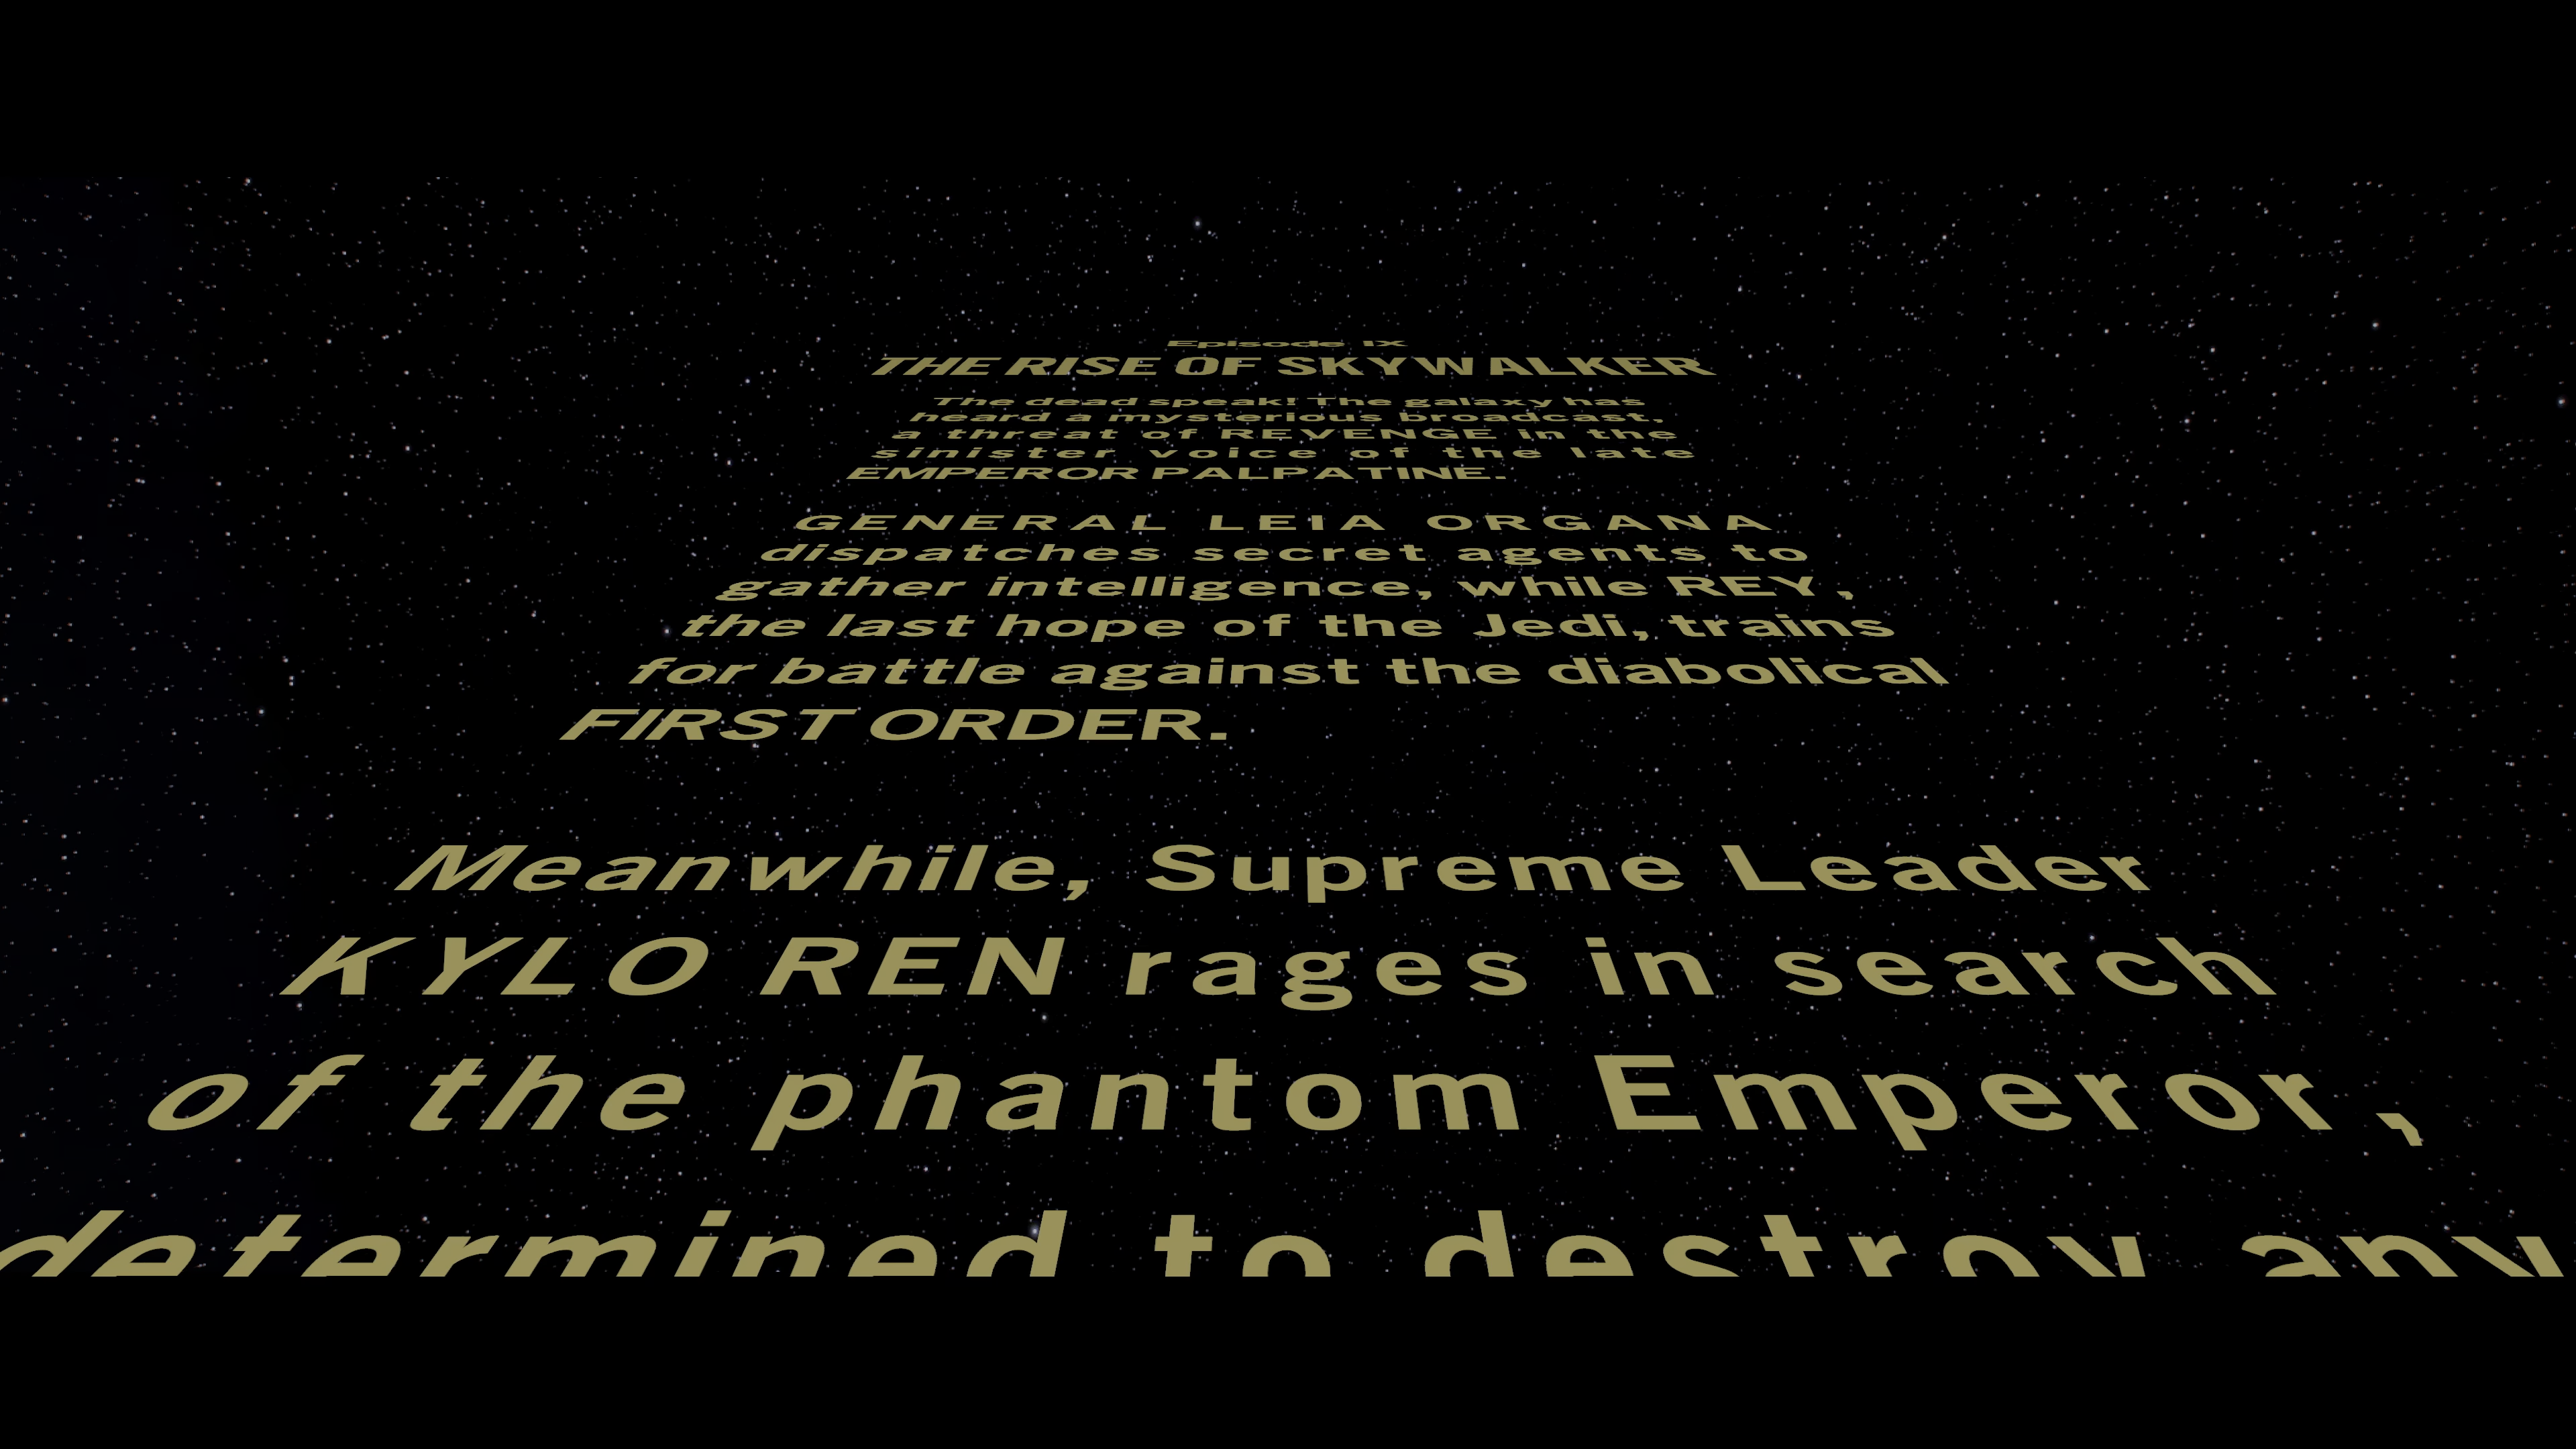 Episode IX
THE RISE OF SKYWALKER
The dead speak! The galaxy has
heard a mysterious broadcast,
a threat of REVENGE in the
sinister voice of the late
EMPEROR PALPATINE.
GENERAL LEIA ORGANA
dispatches secret agents to
gather intelligence, while REY,
the last hope of the Jedi, trains
for battle against the diabolical
FIRST ORDER.
Meanwhile, Supreme Leader
KYLO REN rages in search
of the phantom Emperor,
determined to destroy any